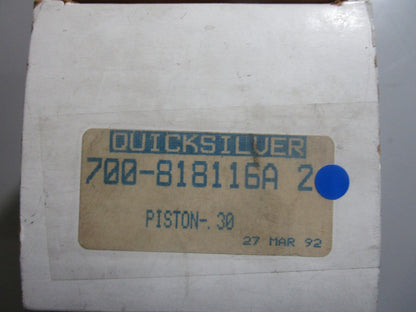 QUICKSILVER
700-818116A 2
PISTON-.30
27 MAR 92